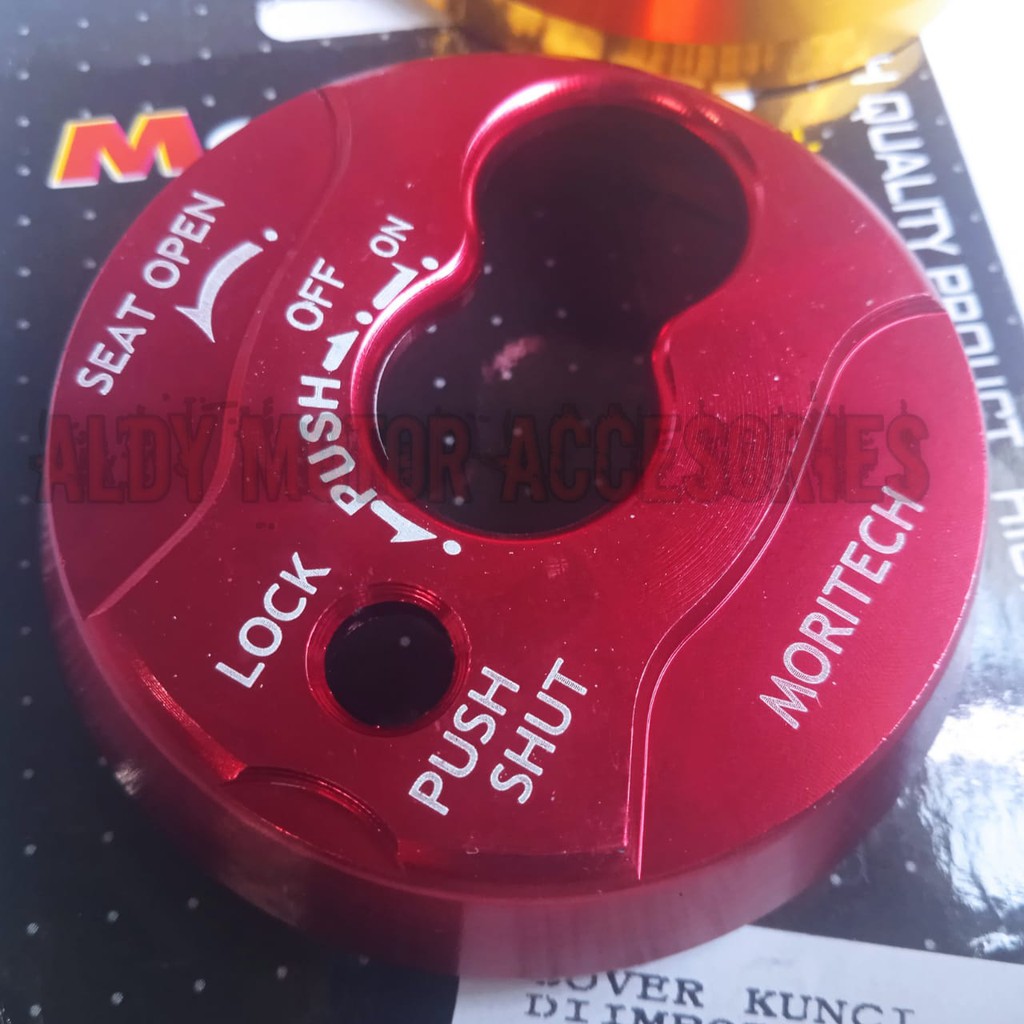 SEAT OPEN
ON
OFF
PUSH
LOCK
PUSH
SHUT
MORITECH
QUALITY PRODUCT
ALDY MOTOR ACCESORIES
COVER KUNCI